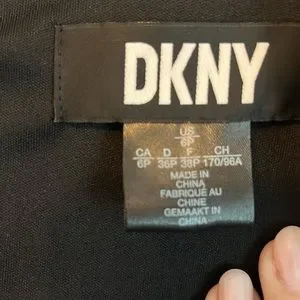 DKNY
US
6P
CA D F CH
6P 36P 38P 170/96A
MADE IN
CHINA
FABRIQUÉ AU
CHINE
GEMAAKT IN
CHINA